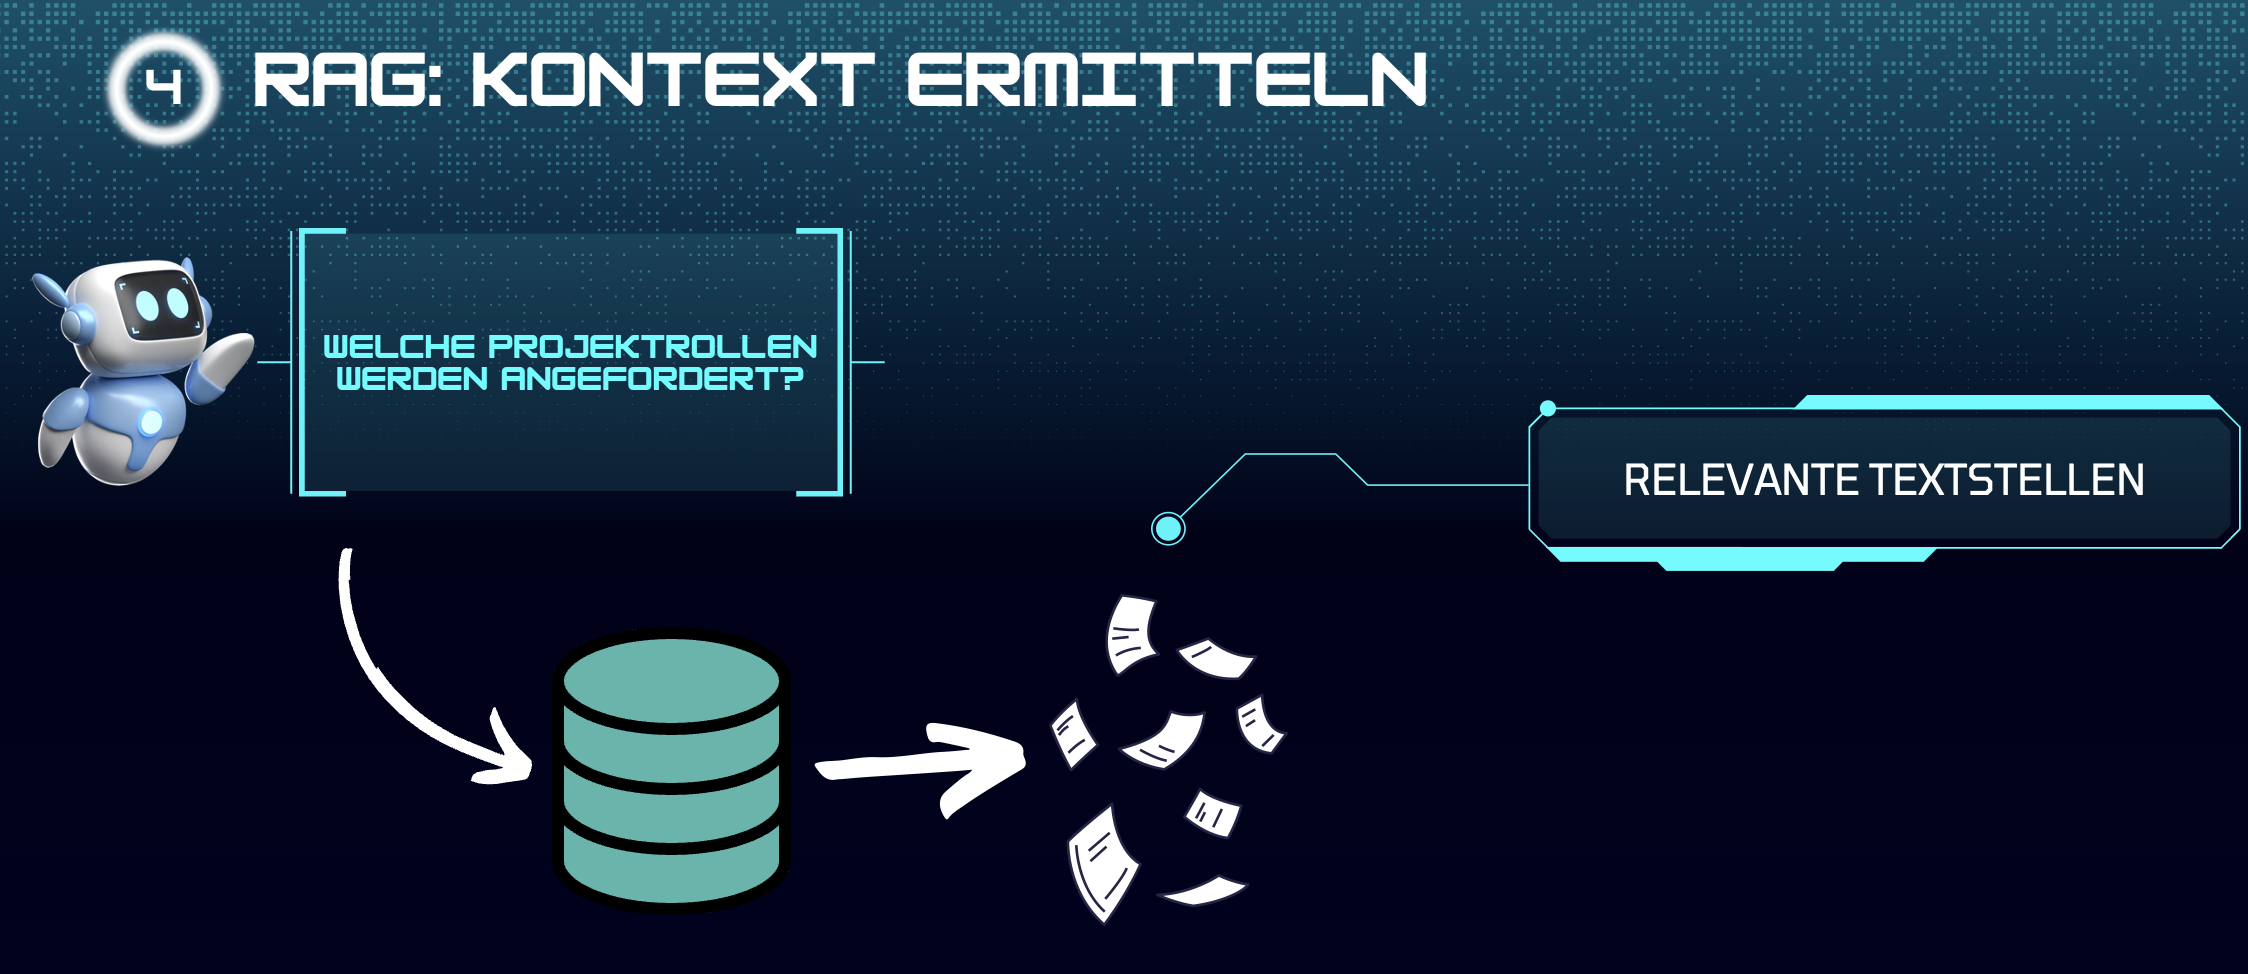 4
RAG: KONTEXT ERMITTELN
WELCHE PROJEKTROLLEN
WERDEN ANGEFORDERT?
RELEVANTE TEXTSTELLEN